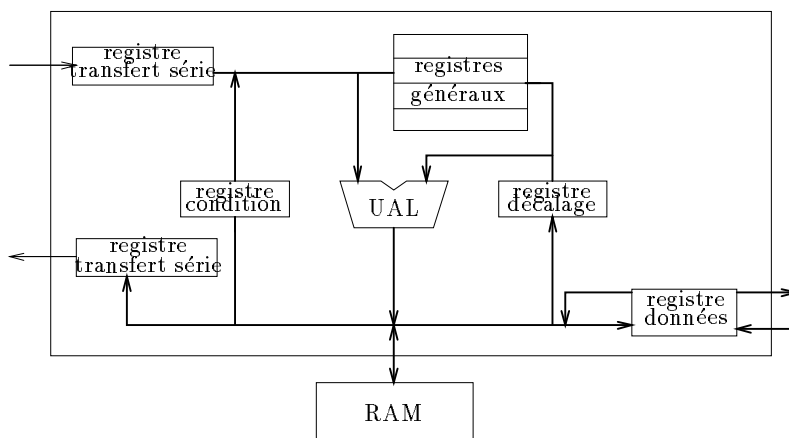 registre
transfert série
registres
généraux
registre
condition
UAL
registre
décalage
registre
transfert série
registre
données
RAM